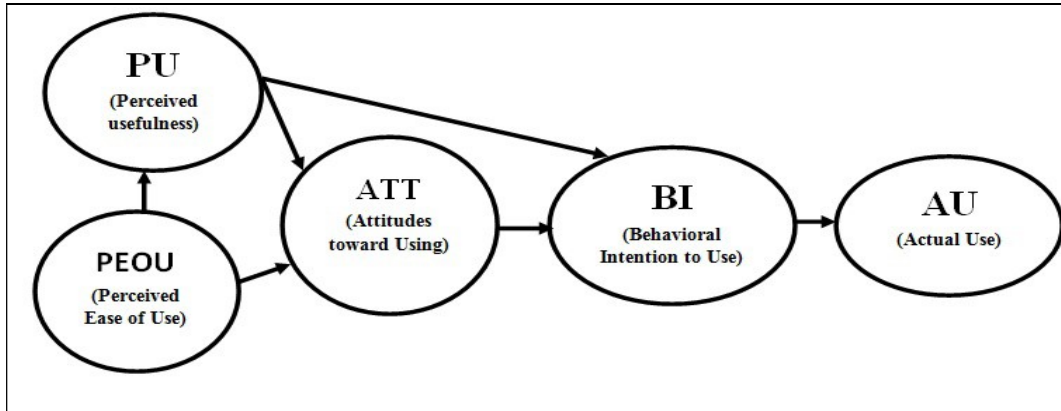 PU
(Perceived
usefulness)
PEOU
(Perceived
Ease of Use)
ATT
(Attitudes
toward Using)
BI
(Behavioral
Intention to Use)
AU
(Actual Use)